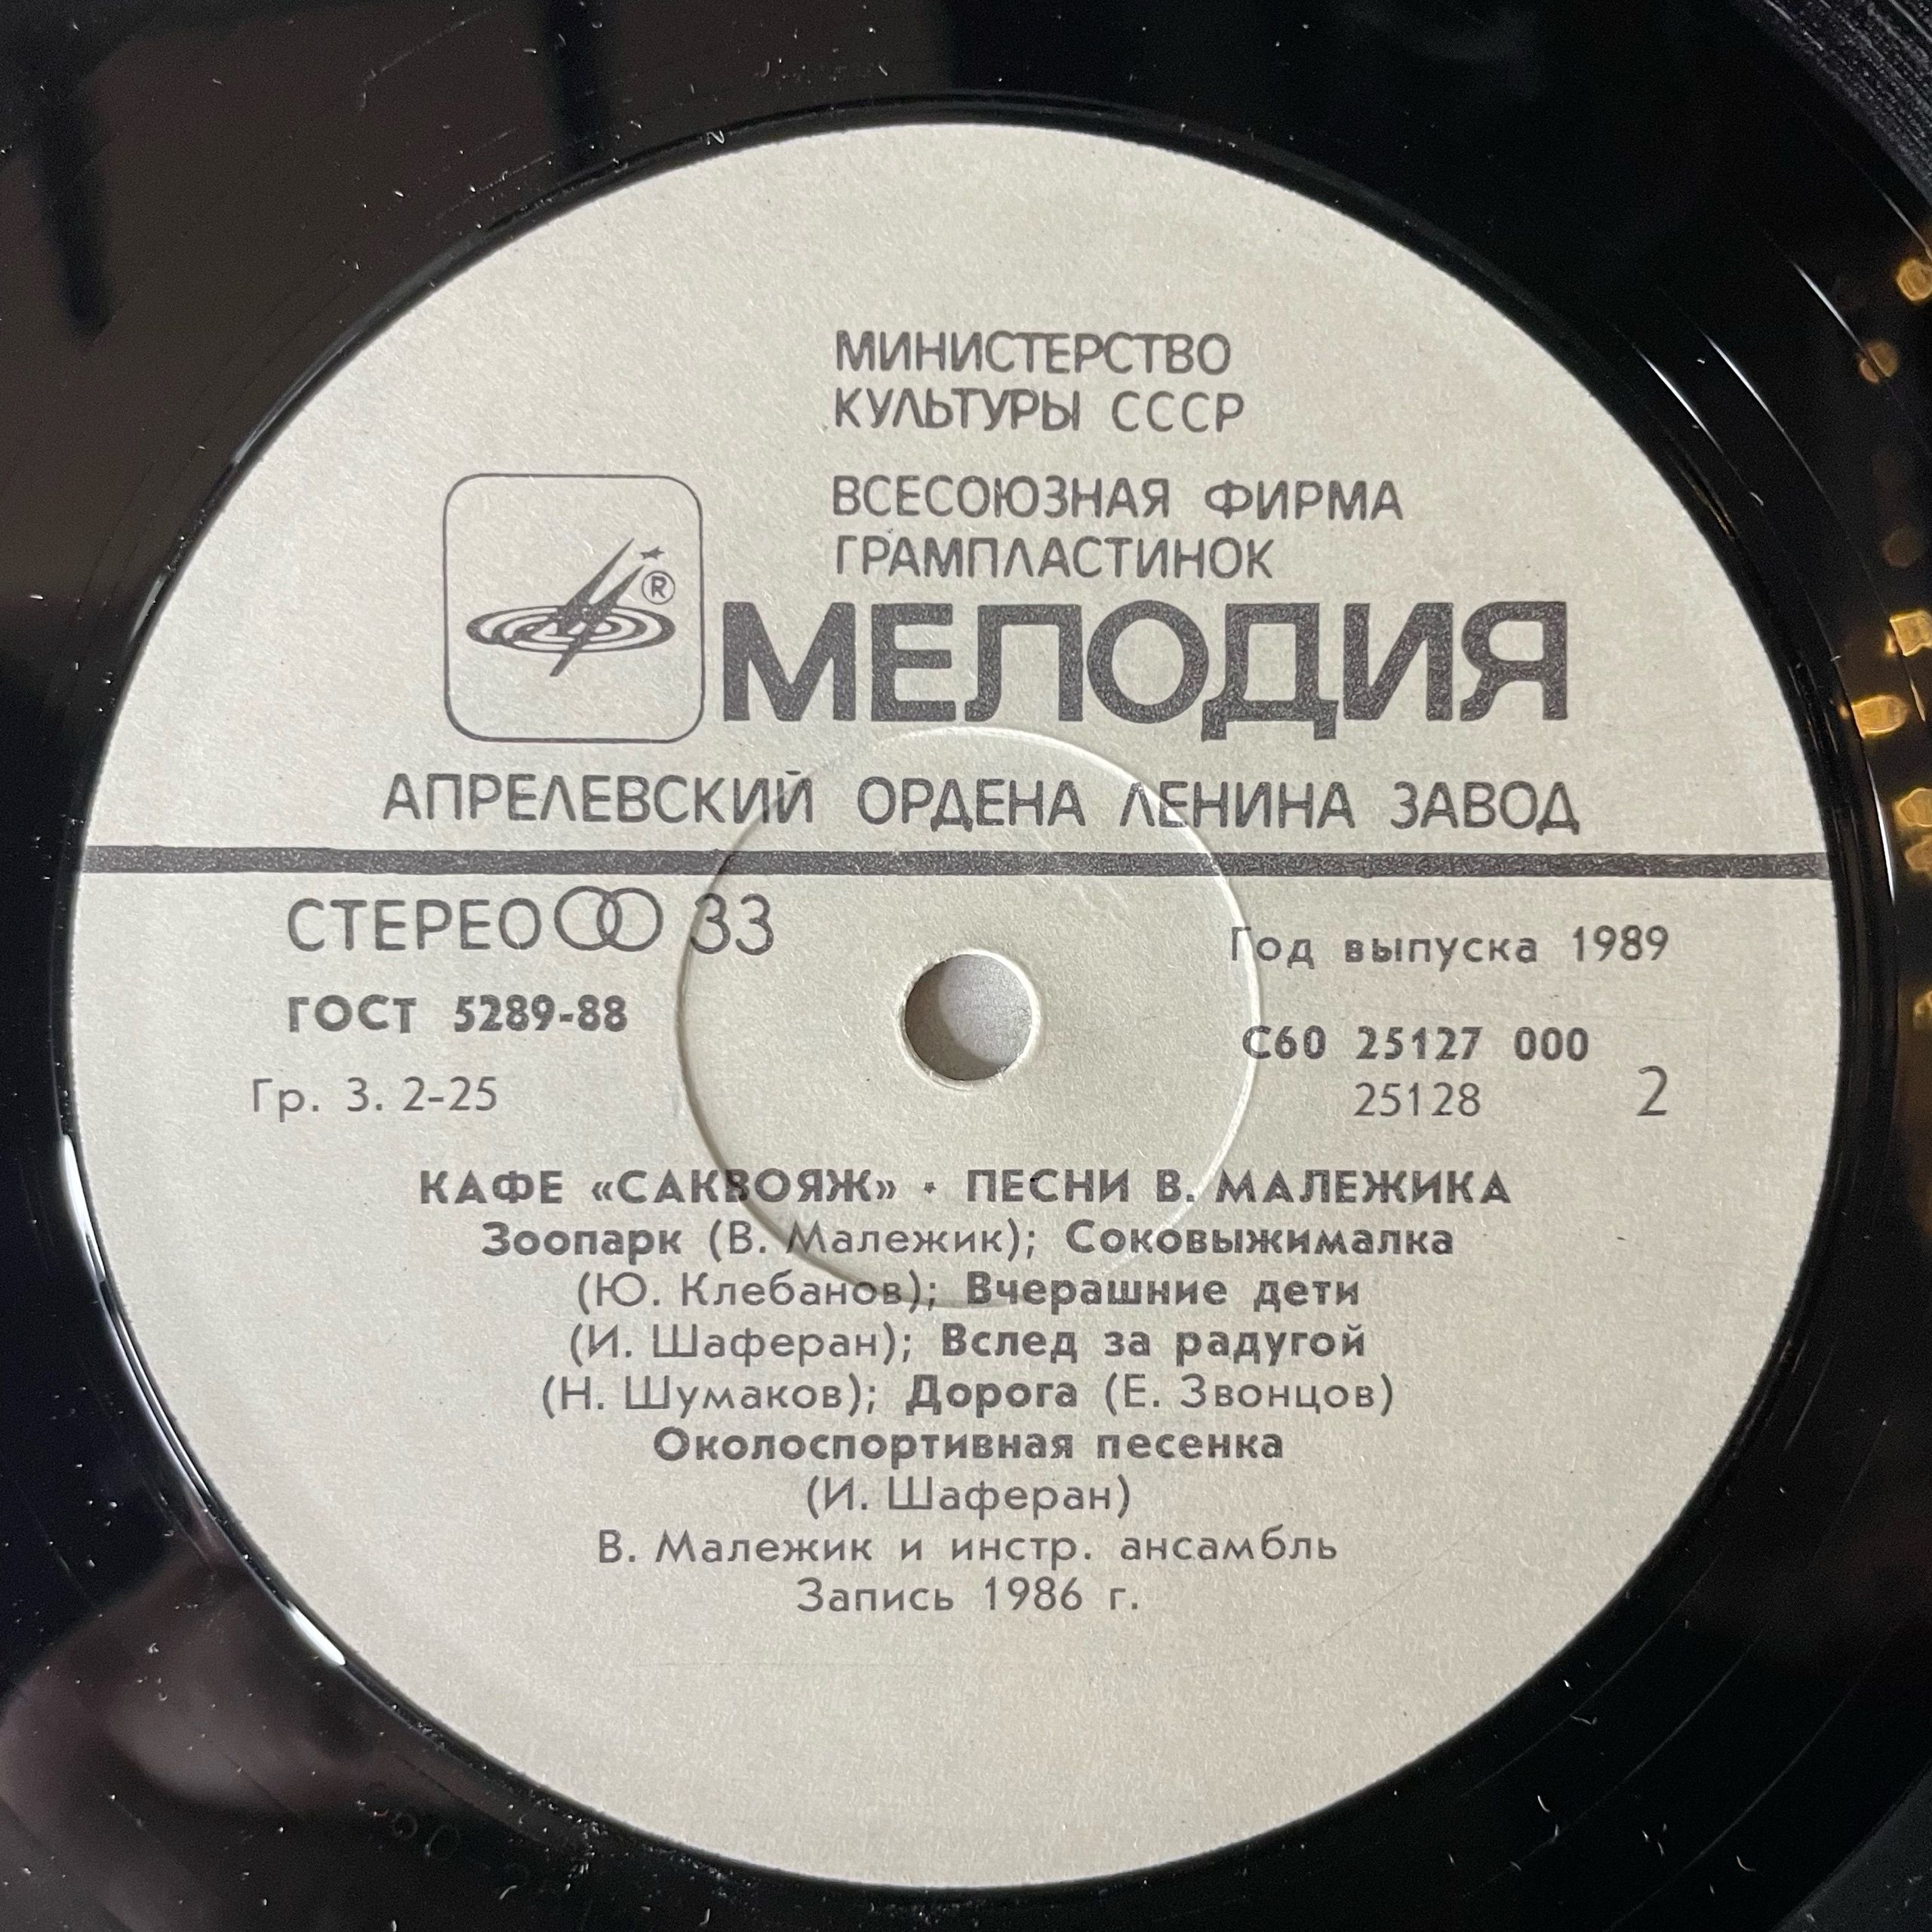 МИНИСТЕРСТВО
КУЛЬТУРЫ СССР
ВСЕСОЮЗНАЯ ФИРМА
ГРАМПЛАСТИНОК
®
МЕЛОДИЯ
АПРЕЛЕВСКИЙ ОРДЕНА ЛЕНИНА ЗАВОД
СТЕРЕО 33
Год выпуска 1989
ГОСТ 5289-88
С60 25127 000
Гр. 3. 2-25
25128 2
КАФЕ «САКВОЯЖ» · ПЕСНИ В. МАЛЕЖИКА
Зоопарк (В. Малежик); Соковыжималка
(Ю. Клебанов); Вчерашние дети
(И. Шаферан); Вслед за радугой
(Н. Шумаков); Дорога (Е. Звонцов)
Околоспортивная песенка
(И. Шаферан)
В. Малежик и инстр. ансамбль
Запись 1986 г.